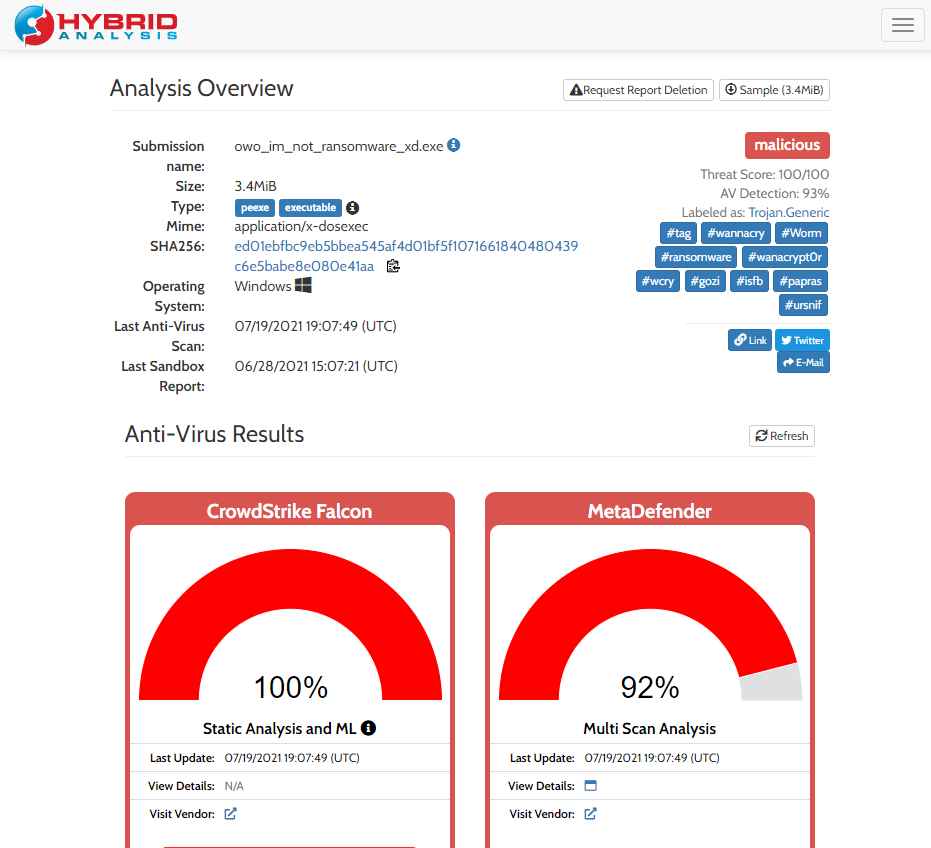 HYBRID
ANALYSIS
Analysis Overview
Request Report Deletion
Sample (3.4MiB)
Submission name:
owo_im_not_ransomware_xd.exe
Size:
3.4MiB
Type:
peexe executable
Mime:
application/x-dosexec
SHA256:
ed01ebfbc9eb5bbea545af4d01bf5f1071661840480439
c6e5babe8e080e41aa
Operating System:
Windows
Last Anti-Virus Scan:
07/19/2021 19:07:49 (UTC)
Last Sandbox Report:
06/28/2021 15:07:21 (UTC)
malicious
Threat Score: 100/100
AV Detection: 93%
Labeled as: Trojan.Generic
#tag #wannacry #Worm
#ransomware #wanacrypt0r
#wcry #gozi #isfb #papras
#ursnif
Link Twitter
E-Mail
Anti-Virus Results
Refresh
CrowdStrike Falcon
100%
Static Analysis and ML
Last Update: 07/19/2021 19:07:49 (UTC)
View Details: N/A
Visit Vendor:
MetaDefender
92%
Multi Scan Analysis
Last Update: 07/19/2021 19:07:49 (UTC)
View Details:
Visit Vendor: